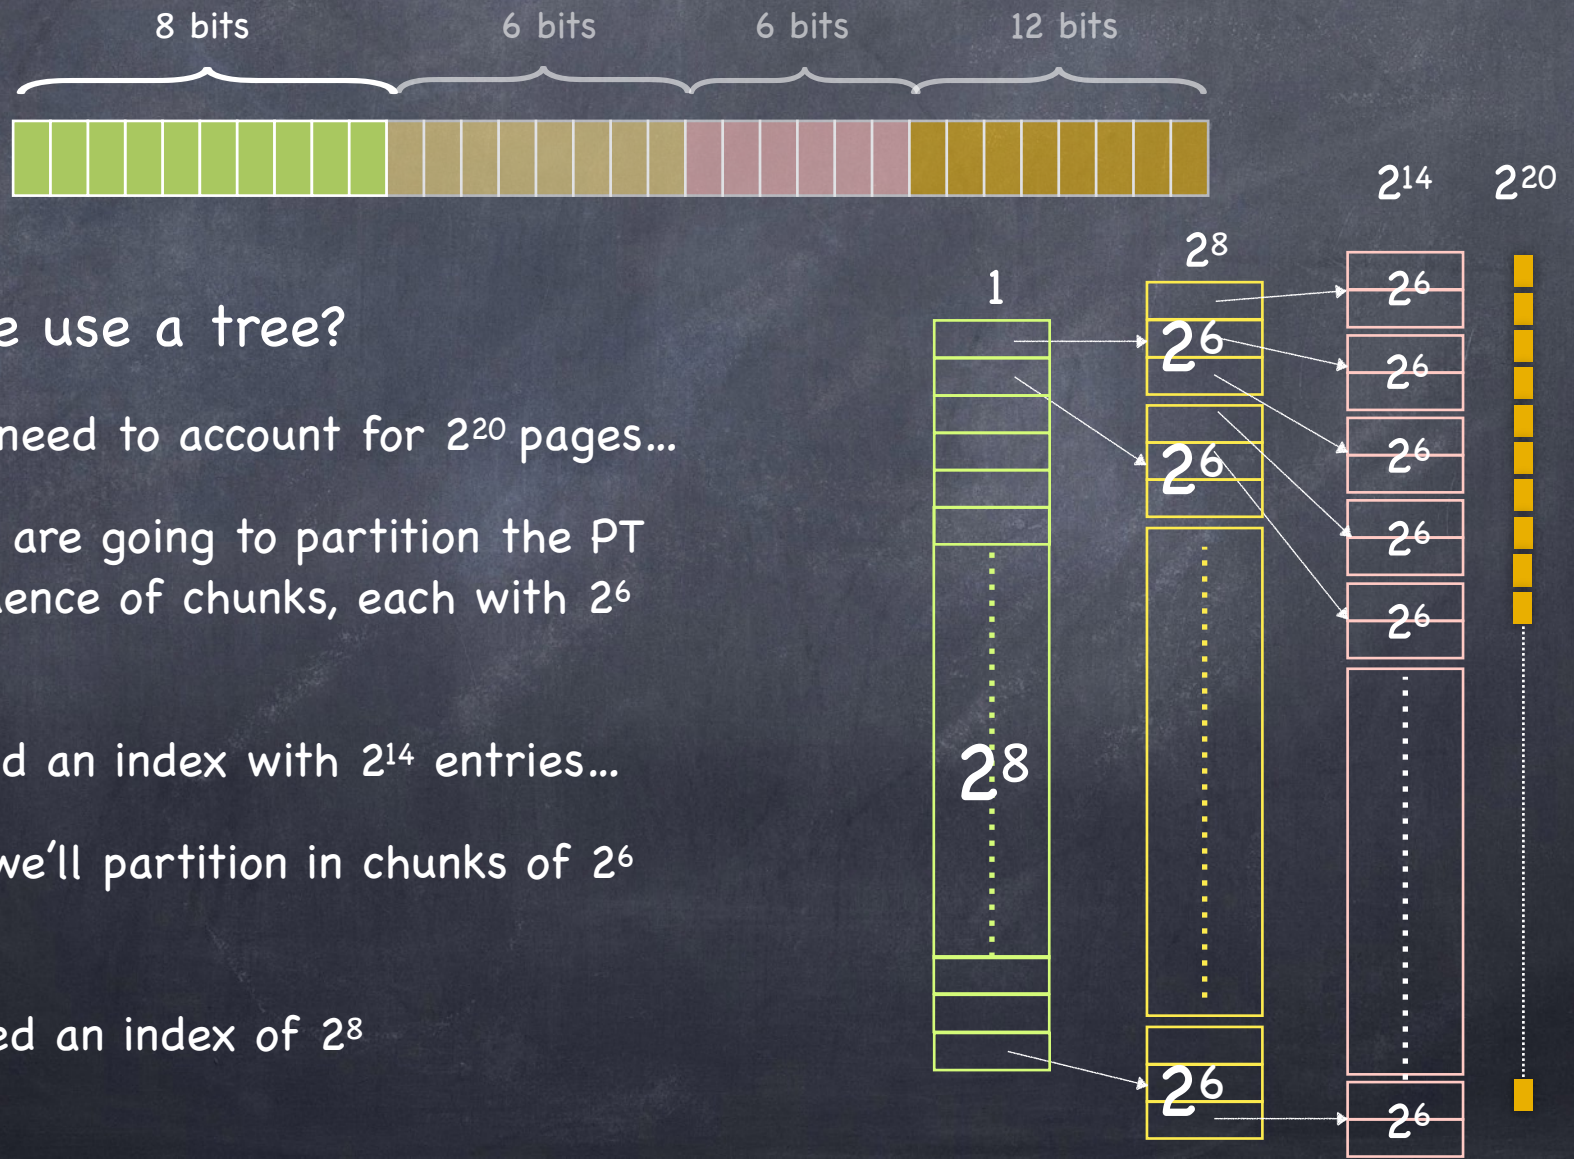 8 bits 6 bits 6 bits 12 bits
2¹⁴ 2²⁰
2⁸
1
use a tree?
need to account for 2²⁰ pages...
are going to partition the PT
of chunks, each with 2⁶
an index with 2¹⁴ entries...
we'll partition in chunks of 2⁶
an index of 2⁸
2⁸
2⁶
2⁶
2⁶
2⁶
2⁶
2⁶
2⁶
2⁶
2⁶